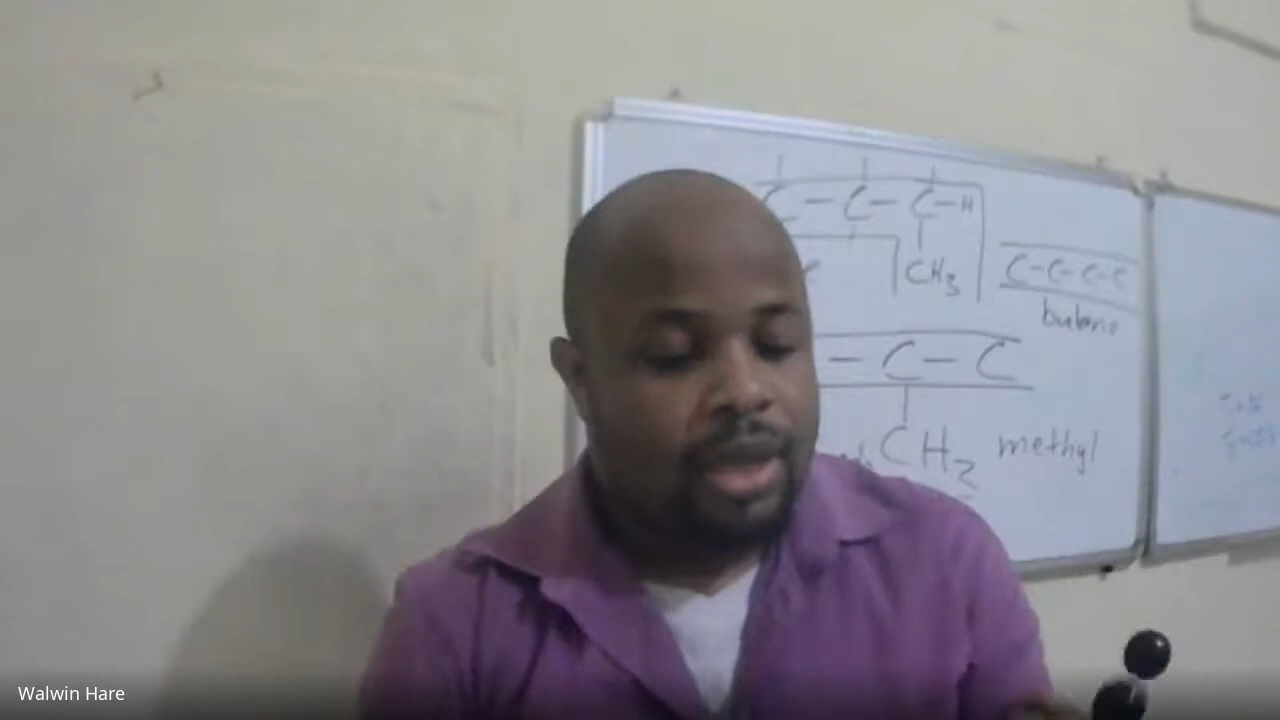 C - C - C - H
CH3
C - C - C - C
butane
- C - C
CH3 methyl
Walwin Hare